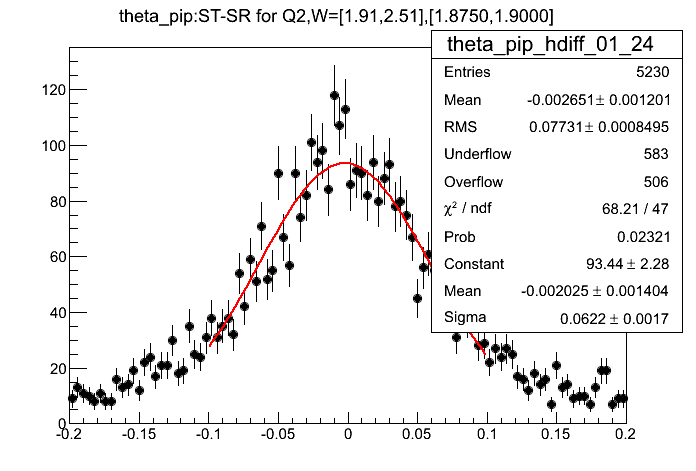 theta_pip:ST-SR for Q2,W=[1.91,2.51],[1.8750,1.9000]
theta_pip_hdiff_01_24
Entries 5230
Mean -0.002651± 0.001201
RMS 0.07731± 0.0008495
Underflow 583
Overflow 506
χ² / ndf 68.21 / 47
Prob 0.02321
Constant 93.44 ± 2.28
Mean -0.002025 ± 0.001404
Sigma 0.0622 ± 0.0017
120
100
80
60
40
20
0
-0.2 -0.15 -0.1 -0.05 0 0.05 0.1 0.15 0.2